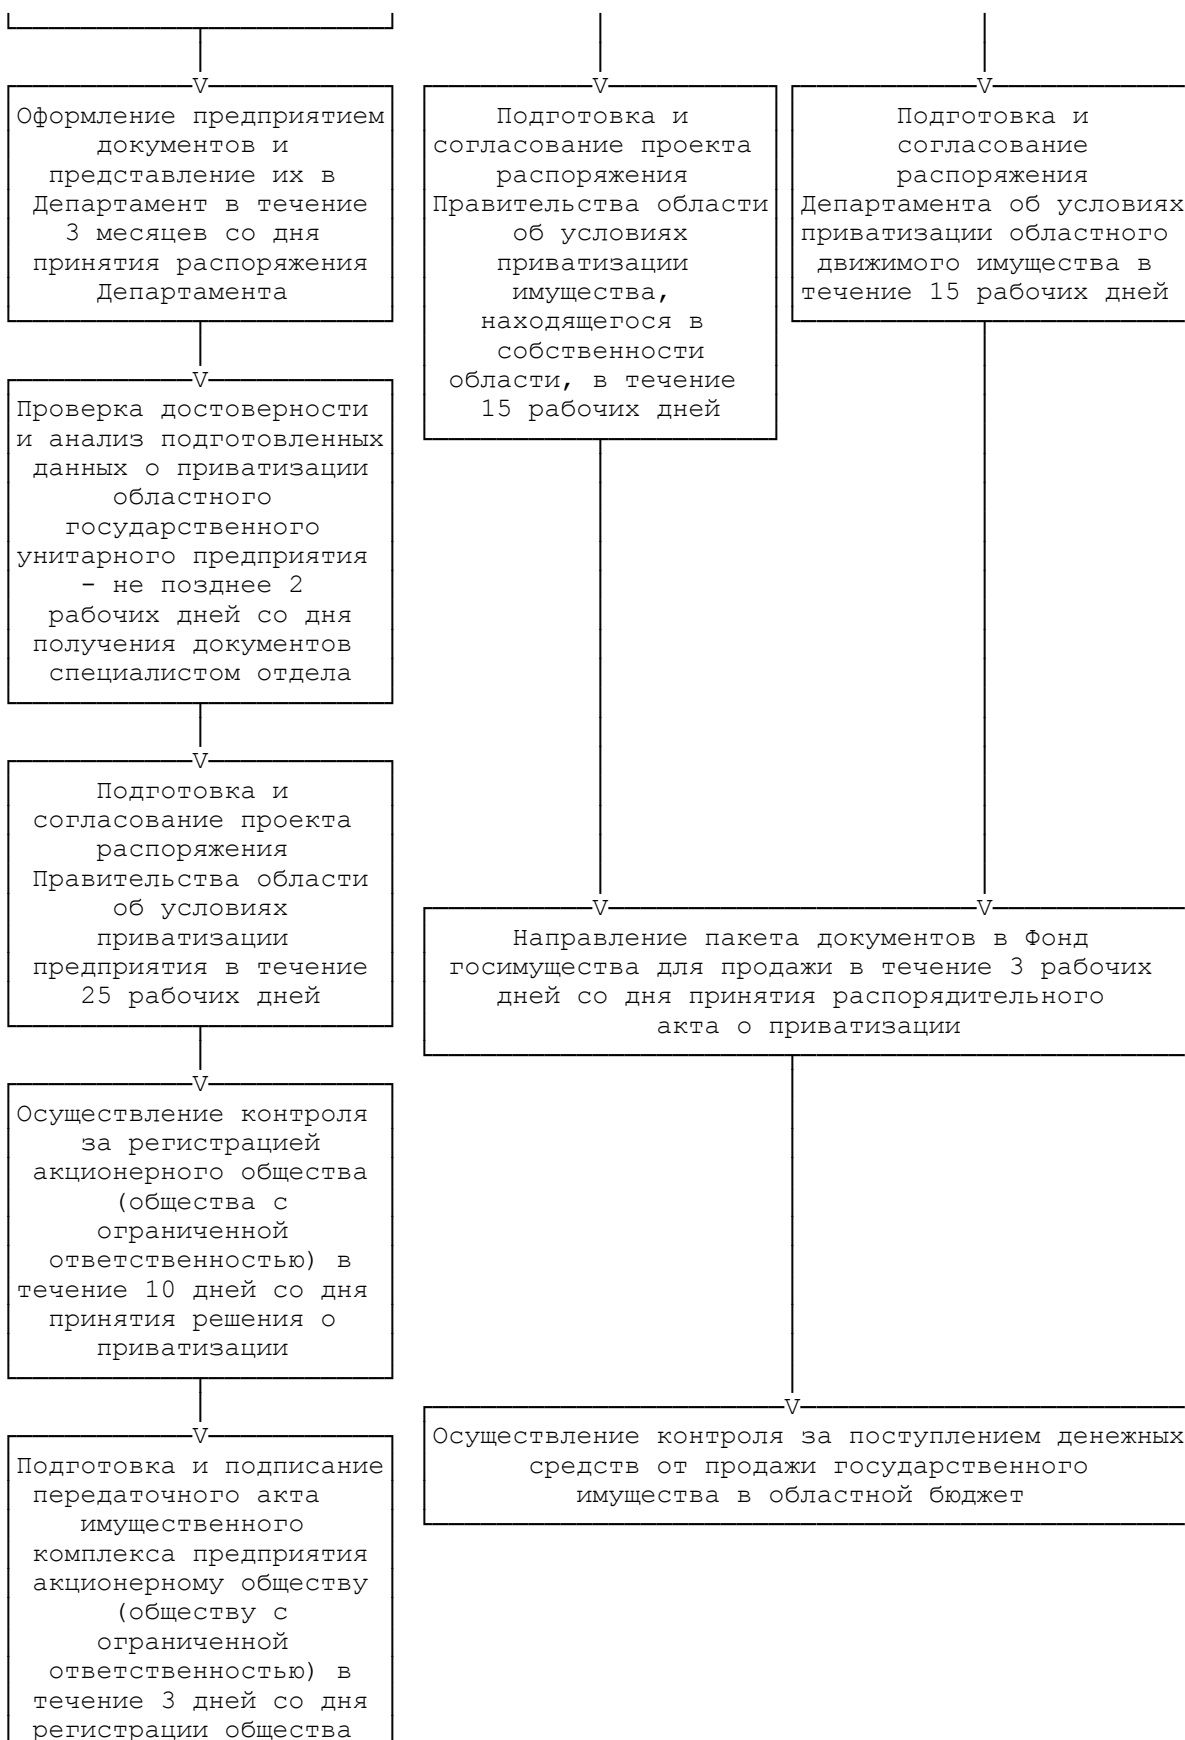 Оформление предприятием
документов и
представление их в
Департамент в течение
3 месяцев со дня
принятия распоряжения
Департамента
Подготовка и
согласование проекта
распоряжения
Правительства области
об условиях
приватизации
имущества,
находящегося в
собственности
области, в течение
15 рабочих дней
Подготовка и
согласование
распоряжения
Департамента об условиях
приватизации областного
движимого имущества в
течение 15 рабочих дней
Проверка достоверности
и анализ подготовленных
данных о приватизации
областного
государственного
унитарного предприятия
- не позднее 2
рабочих дней со дня
получения документов
специалистом отдела
Подготовка и
согласование проекта
распоряжения
Правительства области
об условиях
приватизации
предприятия в течение
25 рабочих дней
Направление пакета документов в Фонд
госимущества для продажи в течение 3 рабочих
дней со дня принятия распорядительного
акта о приватизации
Осуществление контроля
за регистрацией
акционерного общества
(общества с
ограниченной
ответственностью) в
течение 10 дней со дня
принятия решения о
приватизации
Осуществление контроля за поступлением денежных
средств от продажи государственного
имущества в областной бюджет
Подготовка и подписание
передаточного акта
имущественного
комплекса предприятия
акционерному обществу
(обществу с
ограниченной
ответственностью) в
течение 3 дней со дня
регистрации общества